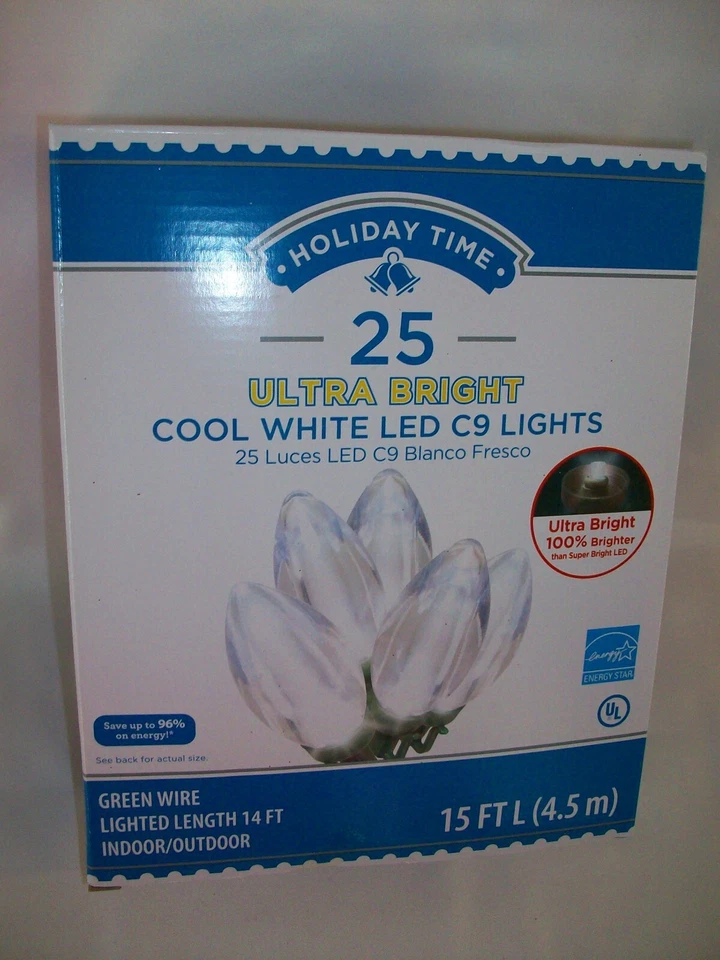 HOLIDAY TIME
25
ULTRA BRIGHT
COOL WHITE LED C9 LIGHTS
25 Luces LED C9 Blanco Fresco
Ultra Bright
100% Brighter
than Super Bright LED
energy
ENERGY STAR
UL
Save up to 96%
on energy!*
See back for actual size.
GREEN WIRE
LIGHTED LENGTH 14 FT
INDOOR/OUTDOOR
15 FT L (4.5 m)